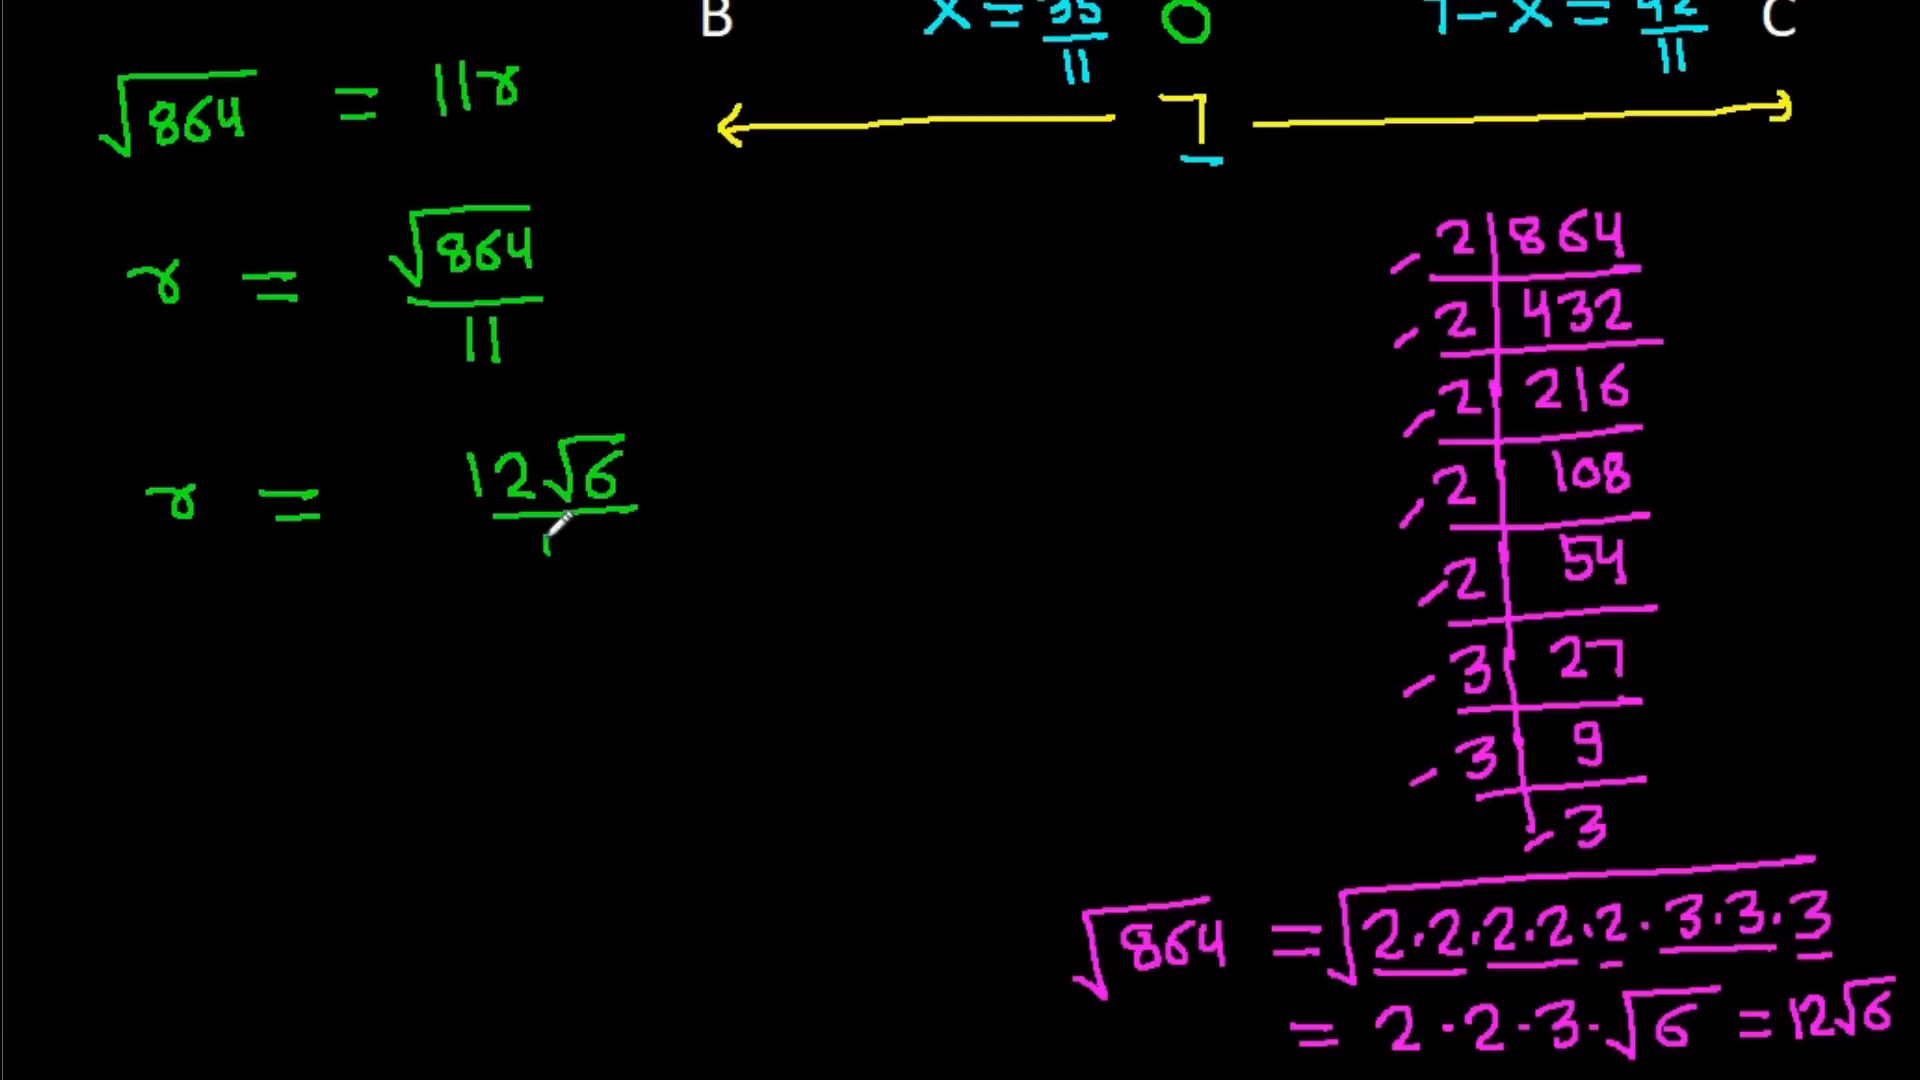 B x = 35/11 O 7 - x = 42/11 C
√864 = 11r
7
r = √864/11
r = 12√6/
2 | 864
2 | 432
2 | 216
2 | 108
2 | 54
3 | 27
3 | 9
3
√864 = √2·2·2·2·2·3·3·3
= 2·2·3·√6 = 12√6